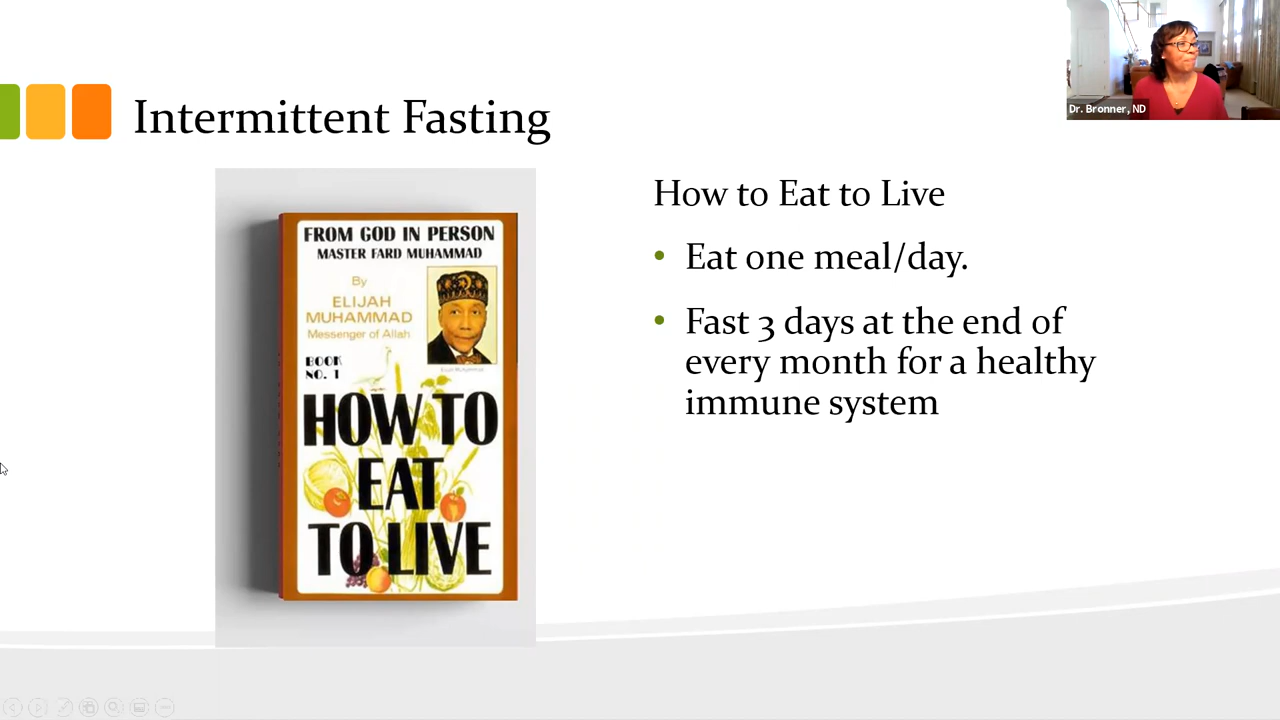 Dr. Bronner, ND
Intermittent Fasting
FROM GOD IN PERSON
MASTER FARD MUHAMMAD
By
ELIJAH
MUHAMMAD
Messenger of Allah
BOOK
NO. 1
Elijah Muhammad
HOW TO
EAT
TO LIVE
How to Eat to Live
• Eat one meal/day.
• Fast 3 days at the end of
every month for a healthy
immune system